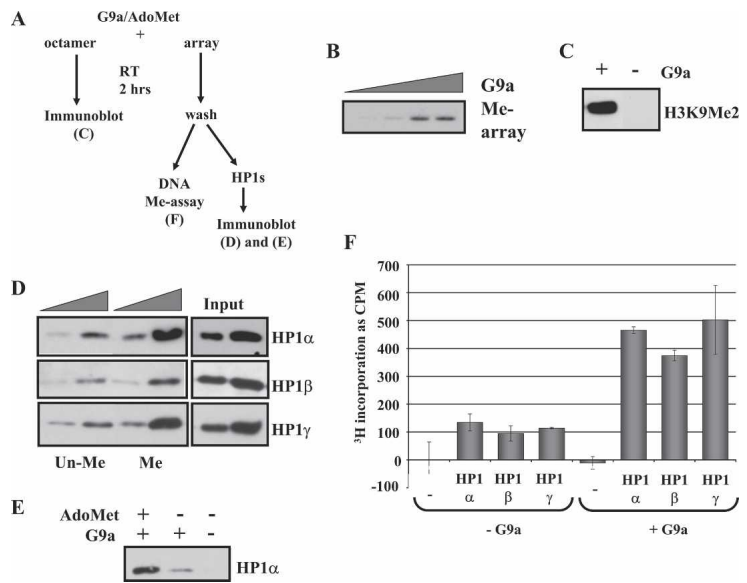 A
G9a/AdoMet
+
octamer
array
RT
2 hrs
Immunoblot
(C)
wash
DNA
Me-assay
(F)
HP1s
Immunoblot
(D) and (E)
B
G9a
Me-
array
C
+ - G9a
H3K9Me2
D
Input
HP1α
HP1β
HP1γ
Un-Me Me
E
AdoMet + - -
G9a + + -
HP1α
F
³H incorporation as CPM
700
600
500
400
300
200
100
0
-100
- HP1 HP1 HP1 - HP1 HP1 HP1
α β γ α β γ
- G9a + G9a